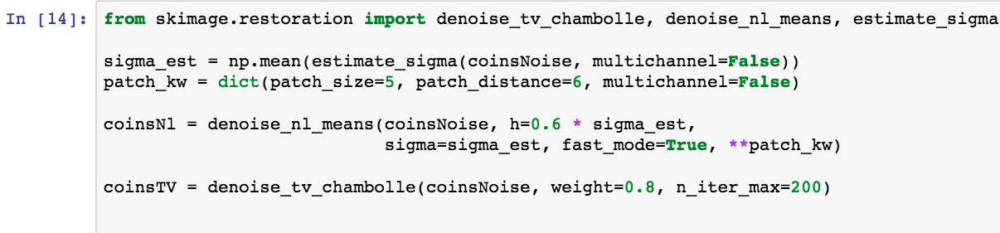 In [14]: from skimage.restoration import denoise_tv_chambolle, denoise_nl_means, estimate_sigma
sigma_est = np.mean(estimate_sigma(coinsNoise, multichannel=False))
patch_kw = dict(patch_size=5, patch_distance=6, multichannel=False)
coinsNl = denoise_nl_means(coinsNoise, h=0.6 * sigma_est,
sigma=sigma_est, fast_mode=True, **patch_kw)
coinsTV = denoise_tv_chambolle(coinsNoise, weight=0.8, n_iter_max=200)